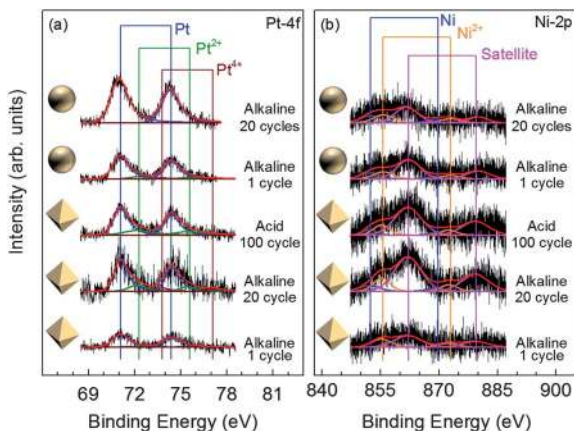 (a)
Pt-4f
Pt
Pt2+
Pt4+
Alkaline
20 cycles
Alkaline
1 cycle
Acid
100 cycle
Alkaline
20 cycle
Alkaline
1 cycle
Intensity (arb. units)
69 72 75 78 81
Binding Energy (eV)
(b)
Ni-2p
Ni
Ni2+
Satellite
Alkaline
20 cycles
Alkaline
1 cycle
Acid
100 cycle
Alkaline
20 cycle
Alkaline
1 cycle
840 855 870 885 900
Binding Energy (eV)